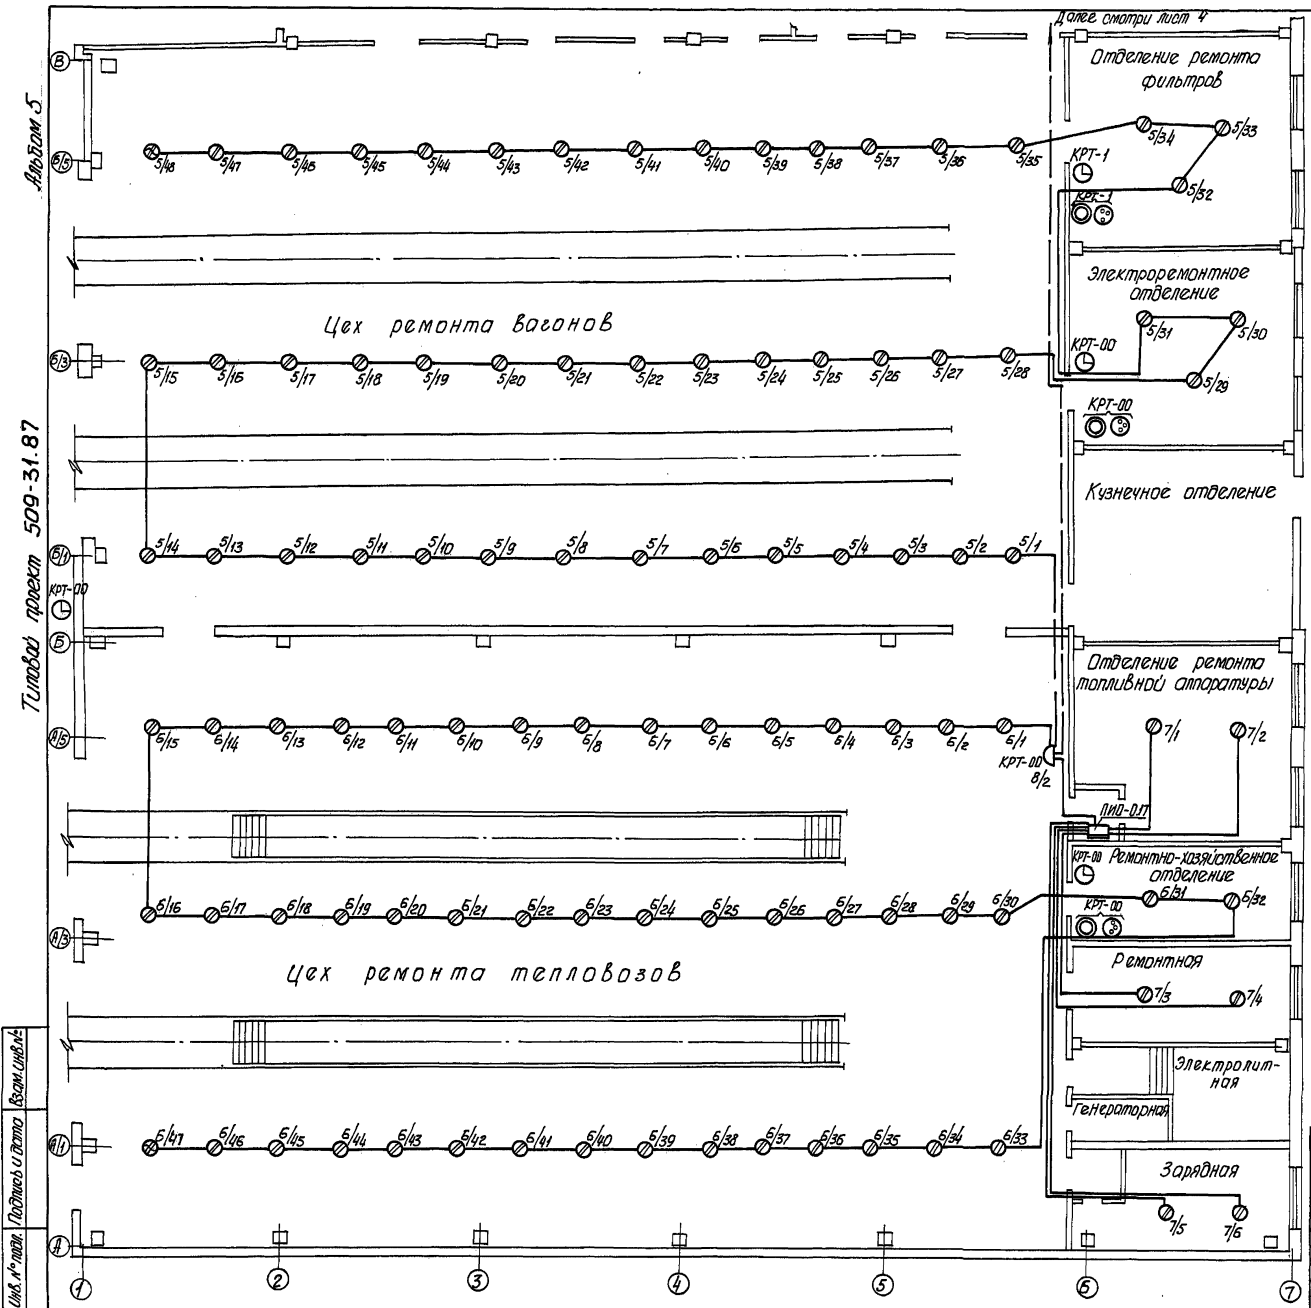 Далее смотри лист 4
Альбом 5
Типовой проект 509-31.87
Инв. № подл.
Подпись и дата
Взам. инв. №
В
Б/5
Б/3
Б/1
Б
А/5
А/3
А/1
А
Отделение ремонта
фильтров
5/48 5/47 5/46 5/45 5/44 5/43 5/42 5/41 5/40 5/39 5/38 5/37 5/36 5/35 5/34 5/33
КРТ-1
5/32
КРТ-1
Электроремонтное
отделение
Цех ремонта вагонов
5/31 5/30
КРТ-00
5/15 5/16 5/17 5/18 5/19 5/20 5/21 5/22 5/23 5/24 5/25 5/26 5/27 5/28 5/29
КРТ-00
Кузнечное отделение
5/14 5/13 5/12 5/11 5/10 5/9 5/8 5/7 5/6 5/5 5/4 5/3 5/2 5/1
КРТ-00
Отделение ремонта
топливной аппаратуры
6/15 6/14 6/13 6/12 6/11 6/10 6/9 6/8 6/7 6/6 6/5 6/4 6/3 6/2 6/1 7/1 7/2
КРТ-00
8/2
ПИО-017
КРТ-00
Ремонтно-хозяйственное
отделение
6/16 6/17 6/18 6/19 6/20 6/21 6/22 6/23 6/24 6/25 6/26 6/27 6/28 6/29 6/30 6/31 6/32
КРТ-00
Цех ремонта тепловозов
Ремонтная
7/3 7/4
Электролит-
ная
Генераторная
6/47 6/46 6/45 6/44 6/43 6/42 6/41 6/40 6/39 6/38 6/37 6/36 6/35 6/34 6/33
Зарядная
7/5 7/6
1 2 3 4 5 6 7